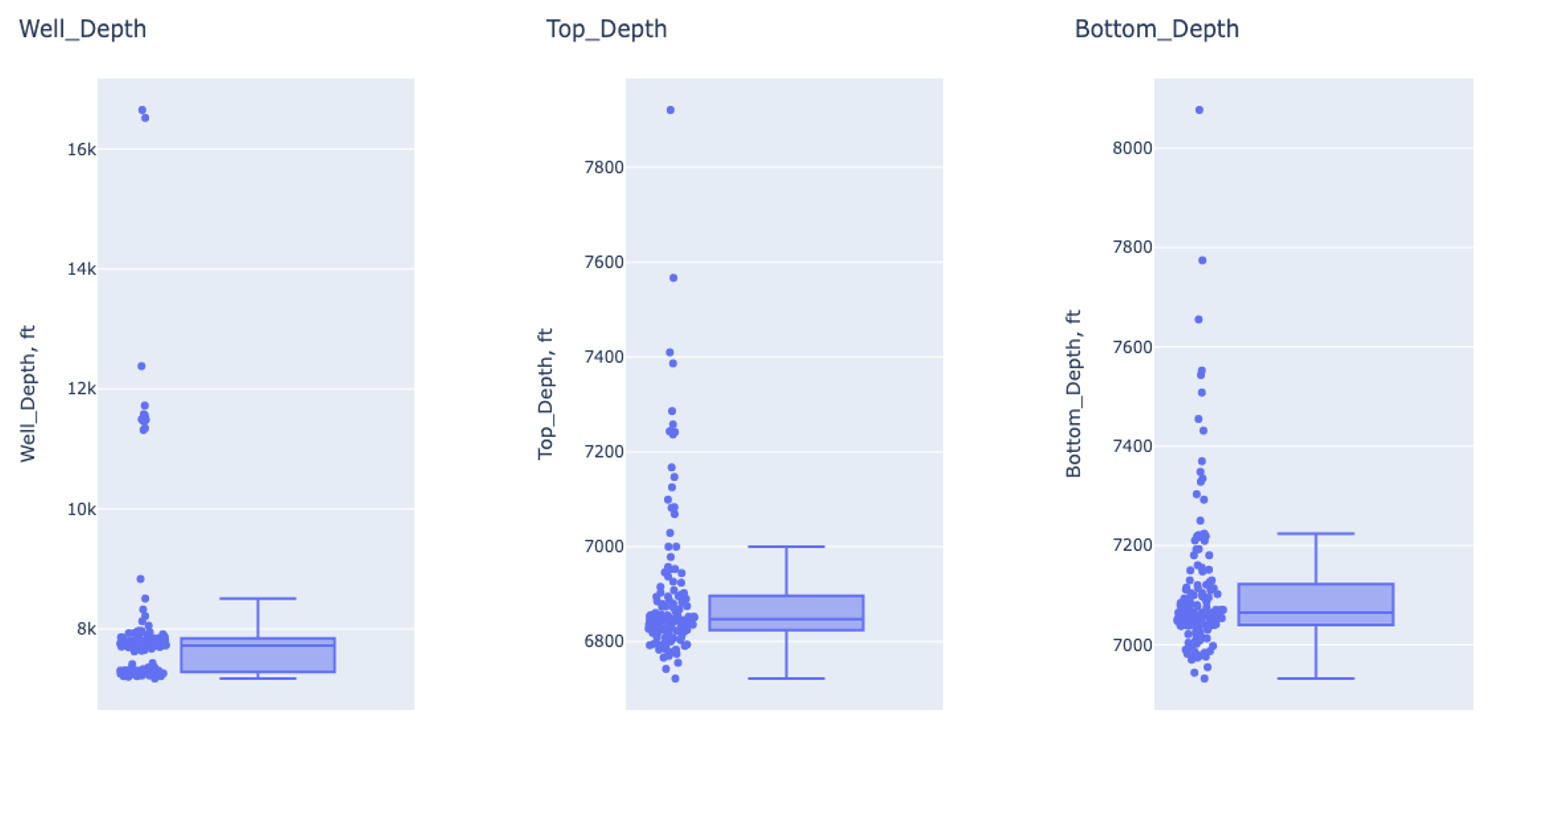 Well_Depth
Top_Depth
Bottom_Depth
16k
14k
12k
10k
8k
Well_Depth, ft
7800
7600
7400
7200
7000
6800
Top_Depth, ft
8000
7800
7600
7400
7200
7000
Bottom_Depth, ft